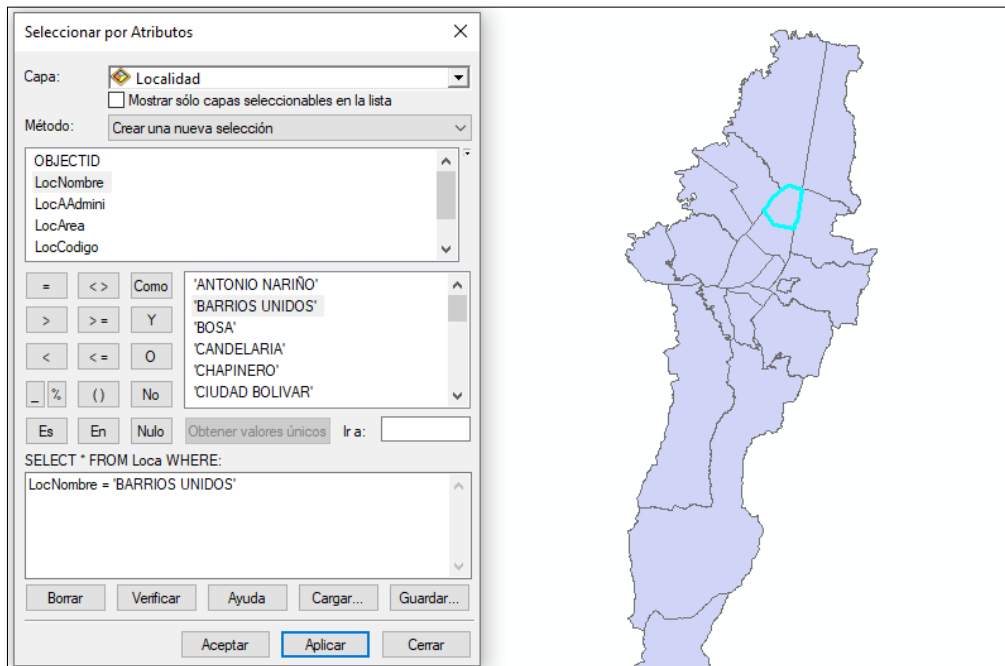 Seleccionar por Atributos
Capa: Localidad
Mostrar sólo capas seleccionables en la lista
Método: Crear una nueva selección
OBJECTID
LocNombre
LocAAdmini
LocArea
LocCodigo
= < > Como
> > = Y
< < = O
_ % ( ) No
Es En Nulo
'ANTONIO NARIÑO'
'BARRIOS UNIDOS'
'BOSA'
'CANDELARIA'
'CHAPINERO'
'CIUDAD BOLIVAR'
Obtener valores únicos Ir a:
SELECT * FROM Loca WHERE:
LocNombre = 'BARRIOS UNIDOS'
Borrar Verificar Ayuda Cargar... Guardar...
Aceptar Aplicar Cerrar